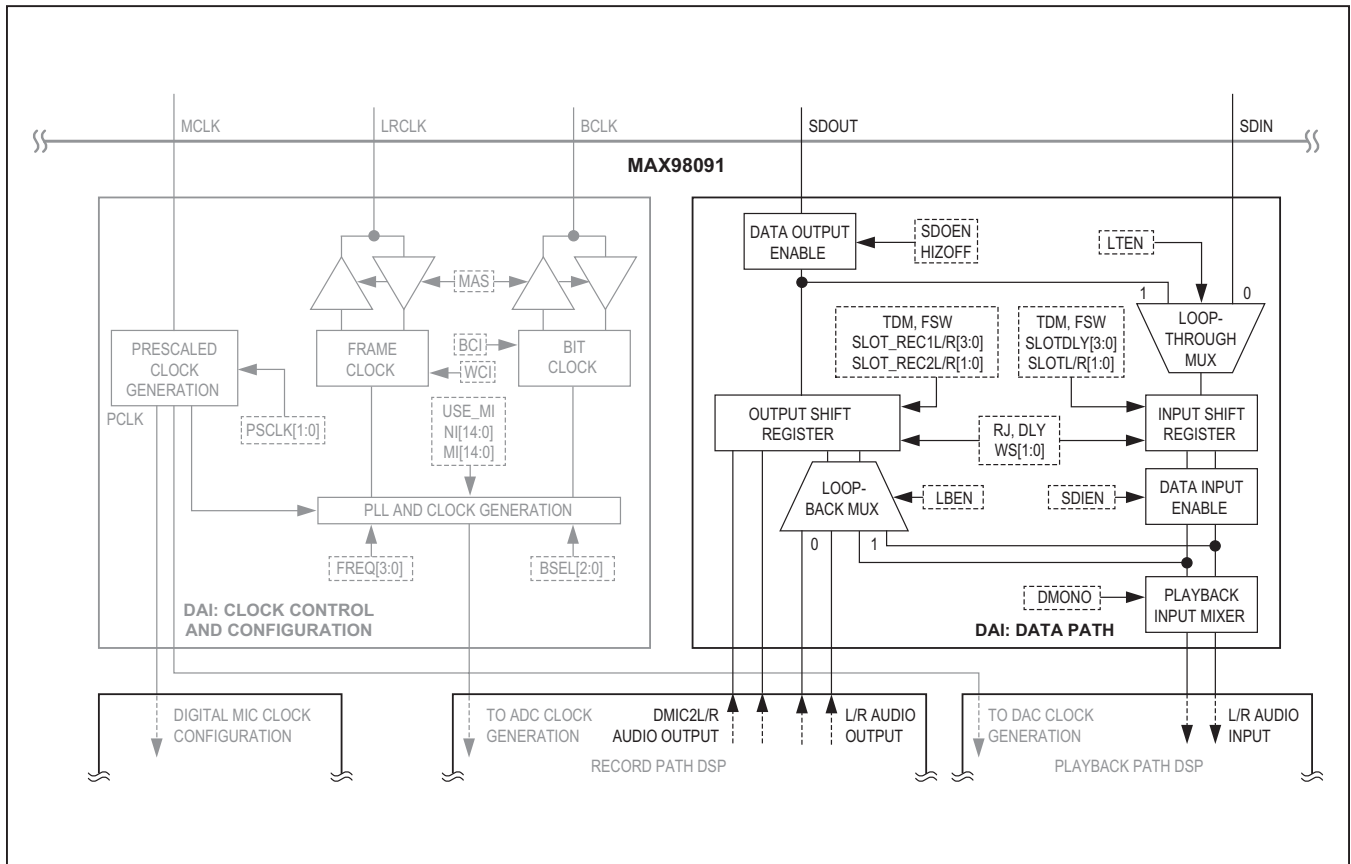 MCLK
LRCLK
BCLK
SDOUT
SDIN
MAX98091
DATA OUTPUT
ENABLE
SDOEN
HIZOFF
LTEN
1
0
LOOP-
THROUGH
MUX
MAS
TDM, FSW
SLOT_REC1L/R[3:0]
SLOT_REC2L/R[1:0]
TDM, FSW
SLOTDLY[3:0]
SLOTL/R[1:0]
PRESCALED
CLOCK
GENERATION
FRAME
CLOCK
BCI
WCI
BIT
CLOCK
PCLK
PSCLK[1:0]
USE_MI
NI[14:0]
MI[14:0]
OUTPUT SHIFT
REGISTER
RJ, DLY
WS[1:0]
INPUT SHIFT
REGISTER
LOOP-
BACK MUX
LBEN
SDIEN
DATA INPUT
ENABLE
PLL AND CLOCK GENERATION
0
1
FREQ[3:0]
BSEL[2:0]
DMONO
PLAYBACK
INPUT MIXER
DAI: CLOCK CONTROL
AND CONFIGURATION
DAI: DATA PATH
DIGITAL MIC CLOCK
CONFIGURATION
TO ADC CLOCK
GENERATION
DMIC2L/R
AUDIO OUTPUT
L/R AUDIO
OUTPUT
RECORD PATH DSP
TO DAC CLOCK
GENERATION
L/R AUDIO
INPUT
PLAYBACK PATH DSP